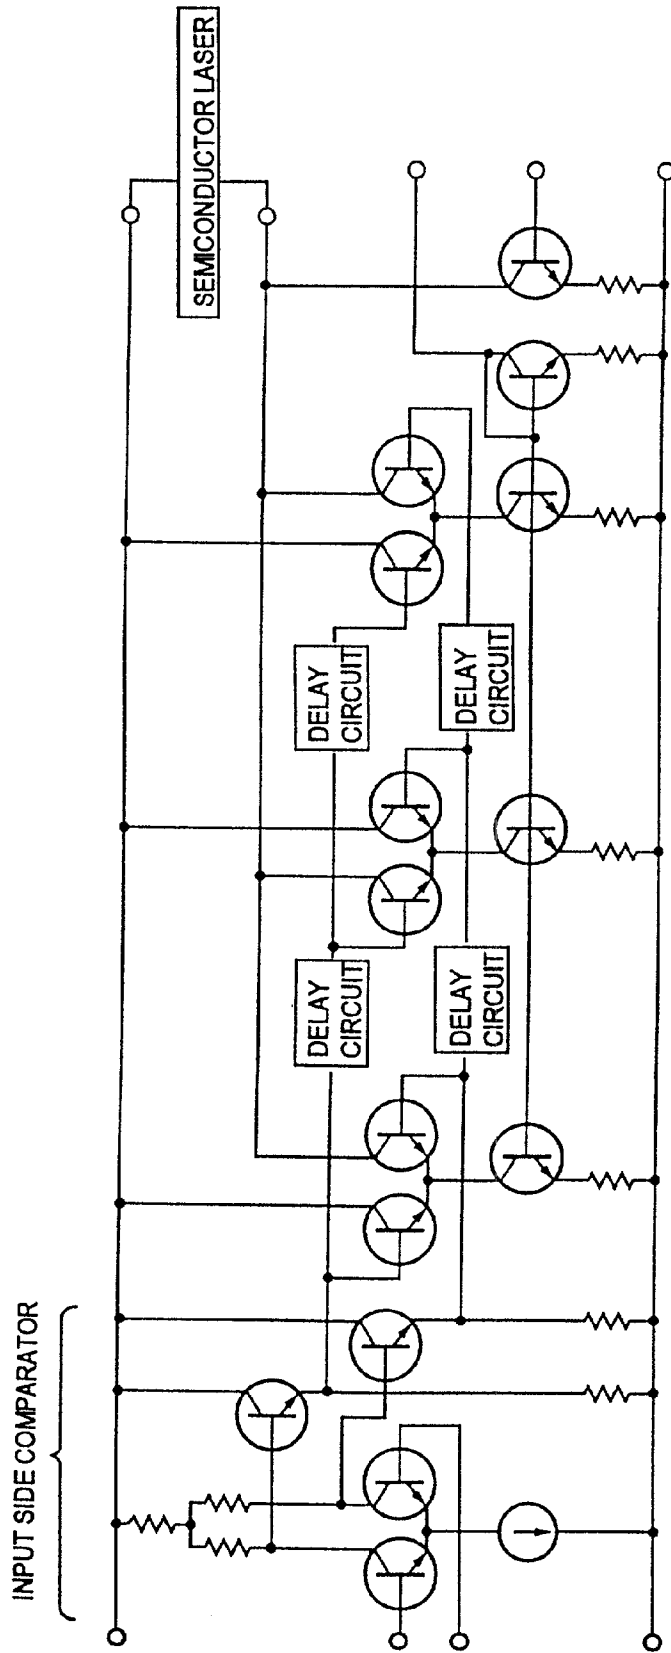 INPUT SIDE COMPARATOR
DELAY
CIRCUIT
DELAY
CIRCUIT
DELAY
CIRCUIT
DELAY
CIRCUIT
SEMICONDUCTOR LASER